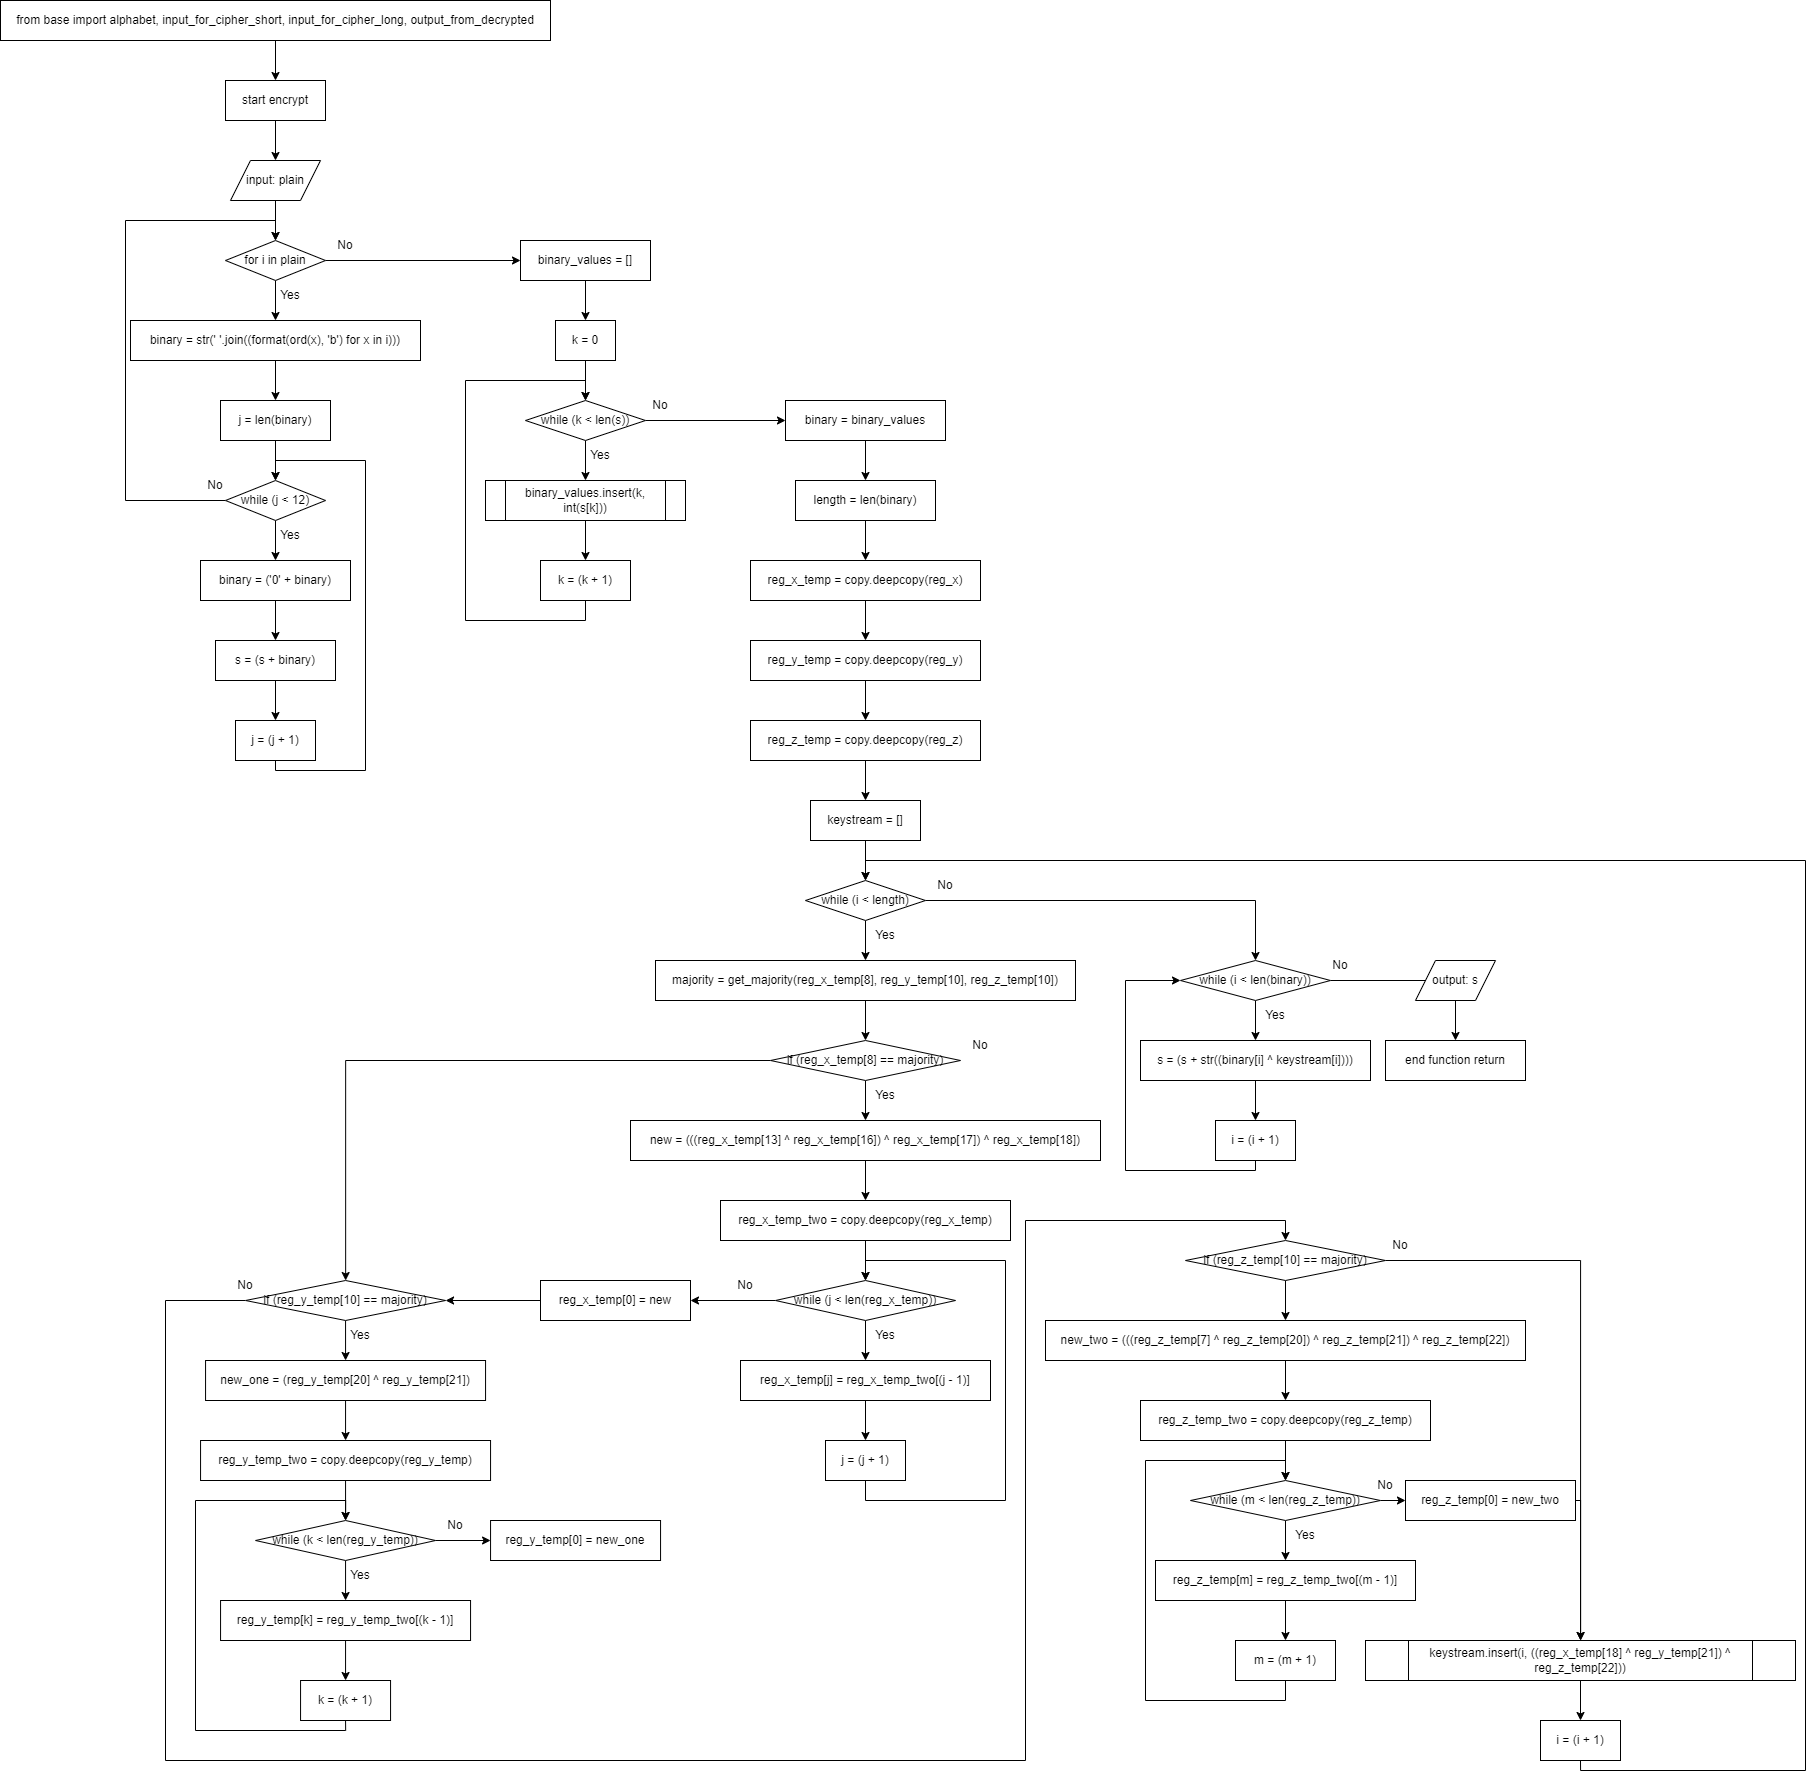 from base import alphabet, input_for_cipher_short, input_for_cipher_long, output_from_decrypted
start encrypt
input: plain
for i in plain
No
Yes
binary = str(' '.join((format(ord(x), 'b') for x in i)))
j = len(binary)
while (j < 12)
No
Yes
binary = ('0' + binary)
s = (s + binary)
j = (j + 1)
binary_values = []
k = 0
while (k < len(s))
No
Yes
binary_values.insert(k,
int(s[k]))
k = (k + 1)
binary = binary_values
length = len(binary)
reg_x_temp = copy.deepcopy(reg_x)
reg_y_temp = copy.deepcopy(reg_y)
reg_z_temp = copy.deepcopy(reg_z)
keystream = []
while (i < length)
No
Yes
majority = get_majority(reg_x_temp[8], reg_y_temp[10], reg_z_temp[10])
if (reg_x_temp[8] == majority)
No
Yes
new = (((reg_x_temp[13] ^ reg_x_temp[16]) ^ reg_x_temp[17]) ^ reg_x_temp[18])
reg_x_temp_two = copy.deepcopy(reg_x_temp)
while (j < len(reg_x_temp))
No
Yes
reg_x_temp[j] = reg_x_temp_two[(j - 1)]
j = (j + 1)
reg_x_temp[0] = new
if (reg_y_temp[10] == majority)
No
Yes
new_one = (reg_y_temp[20] ^ reg_y_temp[21])
reg_y_temp_two = copy.deepcopy(reg_y_temp)
while (k < len(reg_y_temp))
No
Yes
reg_y_temp[k] = reg_y_temp_two[(k - 1)]
k = (k + 1)
reg_y_temp[0] = new_one
while (i < len(binary))
No
Yes
s = (s + str((binary[i] ^ keystream[i])))
i = (i + 1)
output: s
end function return
if (reg_z_temp[10] == majority)
No
new_two = (((reg_z_temp[7] ^ reg_z_temp[20]) ^ reg_z_temp[21]) ^ reg_z_temp[22])
reg_z_temp_two = copy.deepcopy(reg_z_temp)
while (m < len(reg_z_temp))
No
Yes
reg_z_temp[m] = reg_z_temp_two[(m - 1)]
m = (m + 1)
reg_z_temp[0] = new_two
keystream.insert(i, ((reg_x_temp[18] ^ reg_y_temp[21]) ^
reg_z_temp[22]))
i = (i + 1)